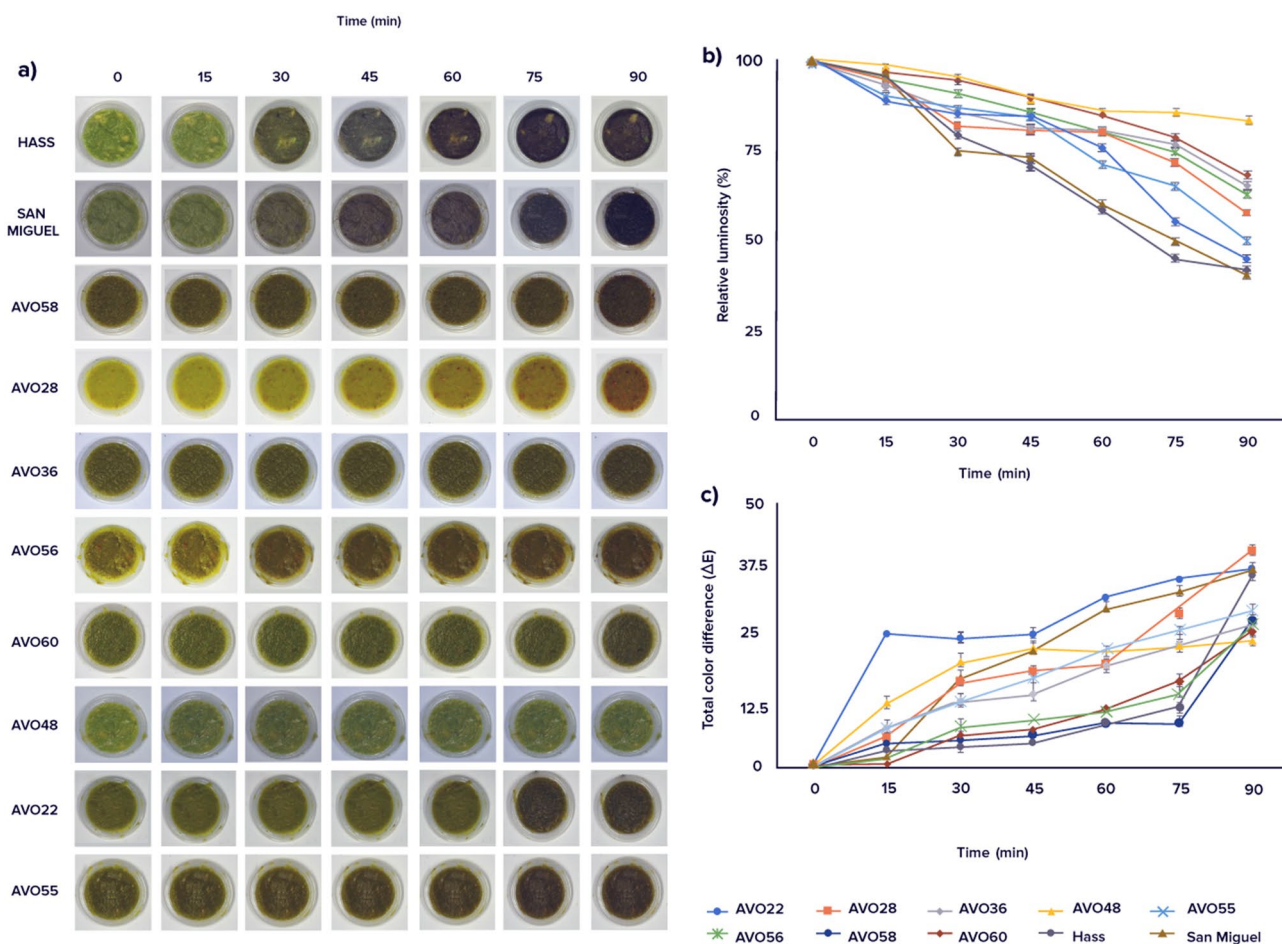 Time (min)
a)
0 15 30 45 60 75 90
HASS
SAN
MIGUEL
AVO58
AVO28
AVO36
AVO56
AVO60
AVO48
AVO22
AVO55
b)
Relative luminosity (%)
100
75
50
25
0
0 15 30 45 60 75 90
Time (min)
c)
Total color difference (ΔE)
50
37.5
25
12.5
0
0 15 30 45 60 75 90
Time (min)
AVO22 AVO28 AVO36 AVO48 AVO55
AVO56 AVO58 AVO60 Hass San Miguel